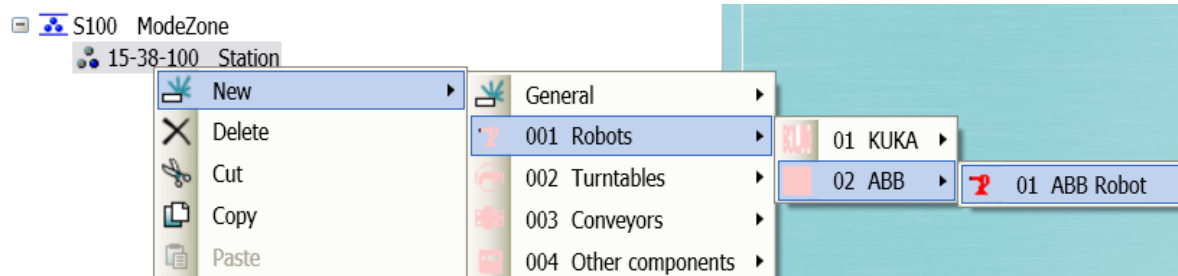 S100 ModeZone
15-38-100 Station
New
General
Delete
001 Robots
01 KUKA
Cut
002 Turntables
02 ABB
01 ABB Robot
Copy
003 Conveyors
Paste
004 Other components